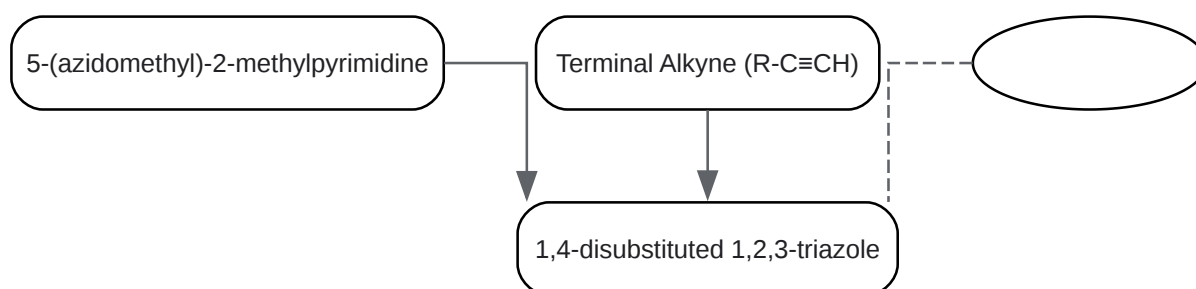 5-(azidomethyl)-2-methylpyrimidine
Terminal Alkyne (R-C≡CH)
1,4-disubstituted 1,2,3-triazole